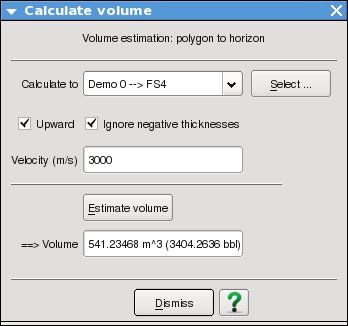 Calculate volume
Volume estimation: polygon to horizon
Calculate to Demo 0 --> FS4 Select ...
Upward Ignore negative thicknesses
Velocity (m/s) 3000
Estimate volume
==> Volume 541.23468 m^3 (3404.2636 bbl)
Dismiss ?